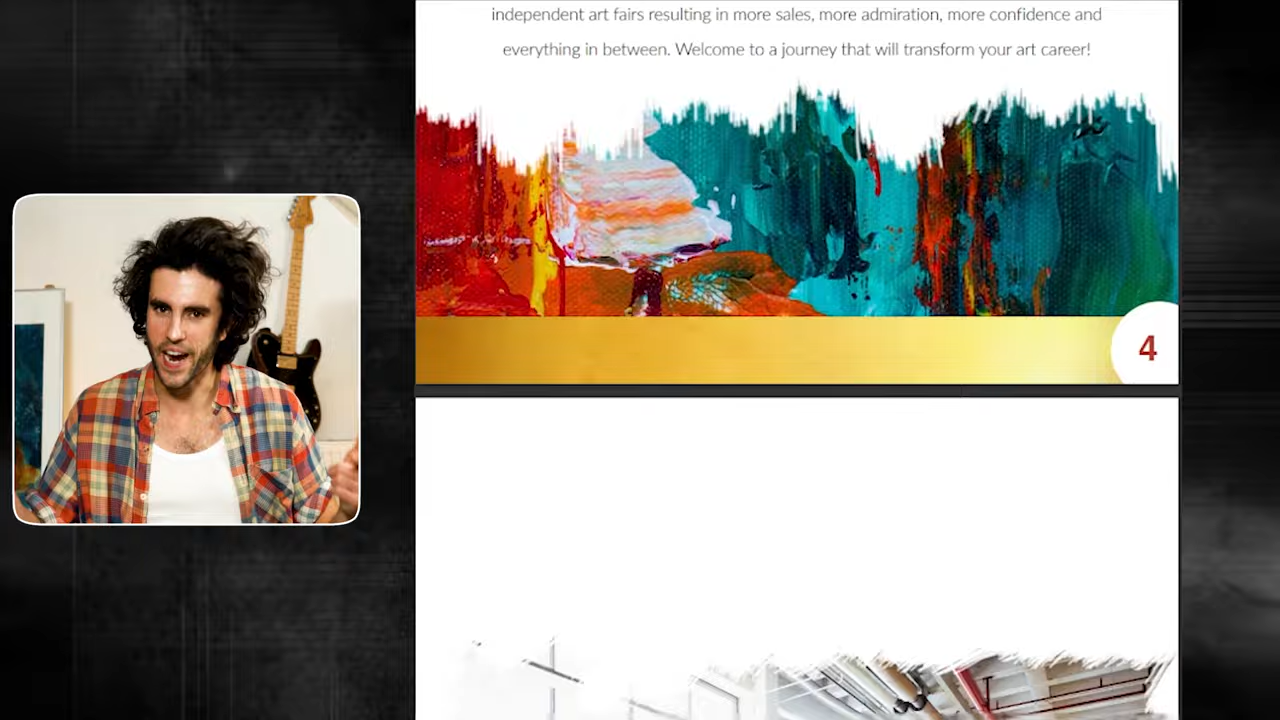 independent art fairs resulting in more sales, more admiration, more confidence and
everything in between. Welcome to a journey that will transform your art career!
4